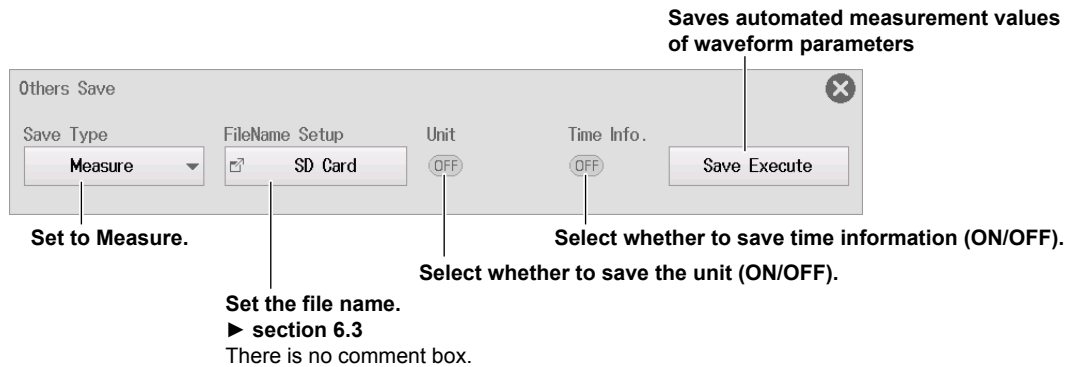 Saves automated measurement values
of waveform parameters
Others Save
Save Type
FileName Setup
Unit
Time Info.
Measure
SD Card
OFF
OFF
Save Execute
Set to Measure.
Select whether to save time information (ON/OFF).
Select whether to save the unit (ON/OFF).
Set the file name.
► section 6.3
There is no comment box.